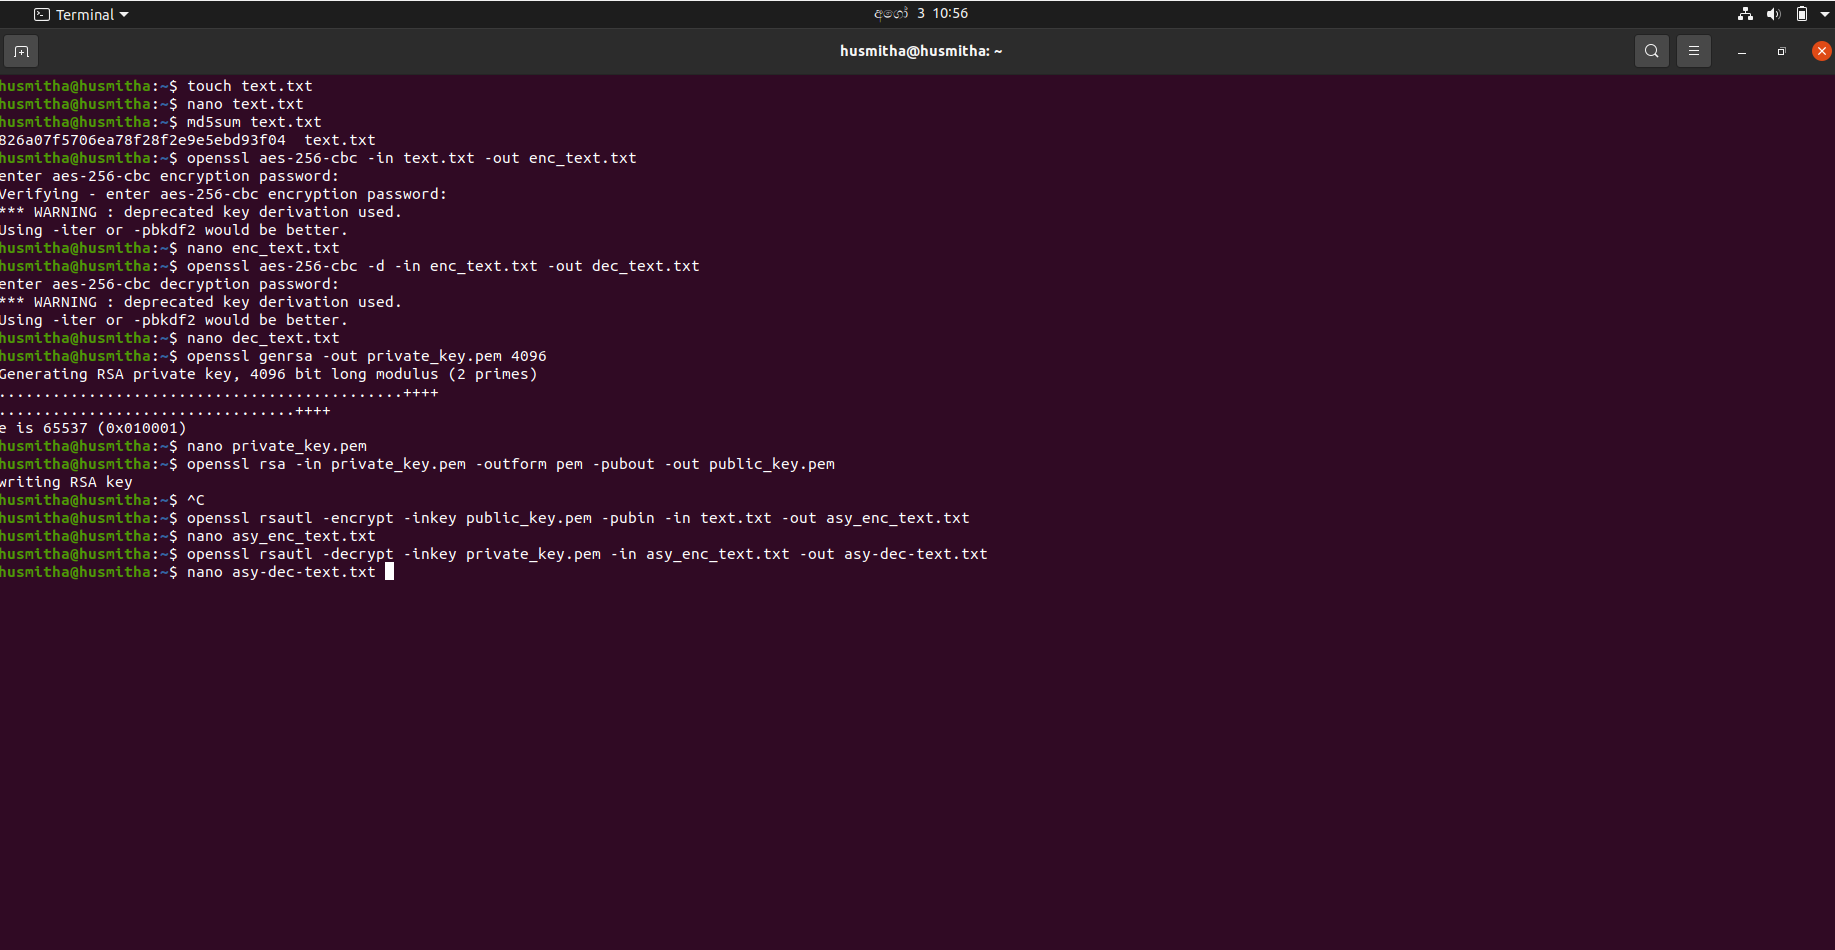 Terminal
අගෝ 3 10:56
husmitha@husmitha: ~
husmitha@husmitha:~$ touch text.txt
husmitha@husmitha:~$ nano text.txt
husmitha@husmitha:~$ md5sum text.txt
826a07f5706ea78f28f2e9e5ebd93f04  text.txt
husmitha@husmitha:~$ openssl aes-256-cbc -in text.txt -out enc_text.txt
enter aes-256-cbc encryption password:
Verifying - enter aes-256-cbc encryption password:
*** WARNING : deprecated key derivation used.
Using -iter or -pbkdf2 would be better.
husmitha@husmitha:~$ nano enc_text.txt
husmitha@husmitha:~$ openssl aes-256-cbc -d -in enc_text.txt -out dec_text.txt
enter aes-256-cbc decryption password:
*** WARNING : deprecated key derivation used.
Using -iter or -pbkdf2 would be better.
husmitha@husmitha:~$ nano dec_text.txt
husmitha@husmitha:~$ openssl genrsa -out private_key.pem 4096
Generating RSA private key, 4096 bit long modulus (2 primes)
.............................................++++
.................................++++
e is 65537 (0x010001)
husmitha@husmitha:~$ nano private_key.pem
husmitha@husmitha:~$ openssl rsa -in private_key.pem -outform pem -pubout -out public_key.pem
writing RSA key
husmitha@husmitha:~$ ^C
husmitha@husmitha:~$ openssl rsautl -encrypt -inkey public_key.pem -pubin -in text.txt -out asy_enc_text.txt
husmitha@husmitha:~$ nano asy_enc_text.txt
husmitha@husmitha:~$ openssl rsautl -decrypt -inkey private_key.pem -in asy_enc_text.txt -out asy-dec-text.txt
husmitha@husmitha:~$ nano asy-dec-text.txt